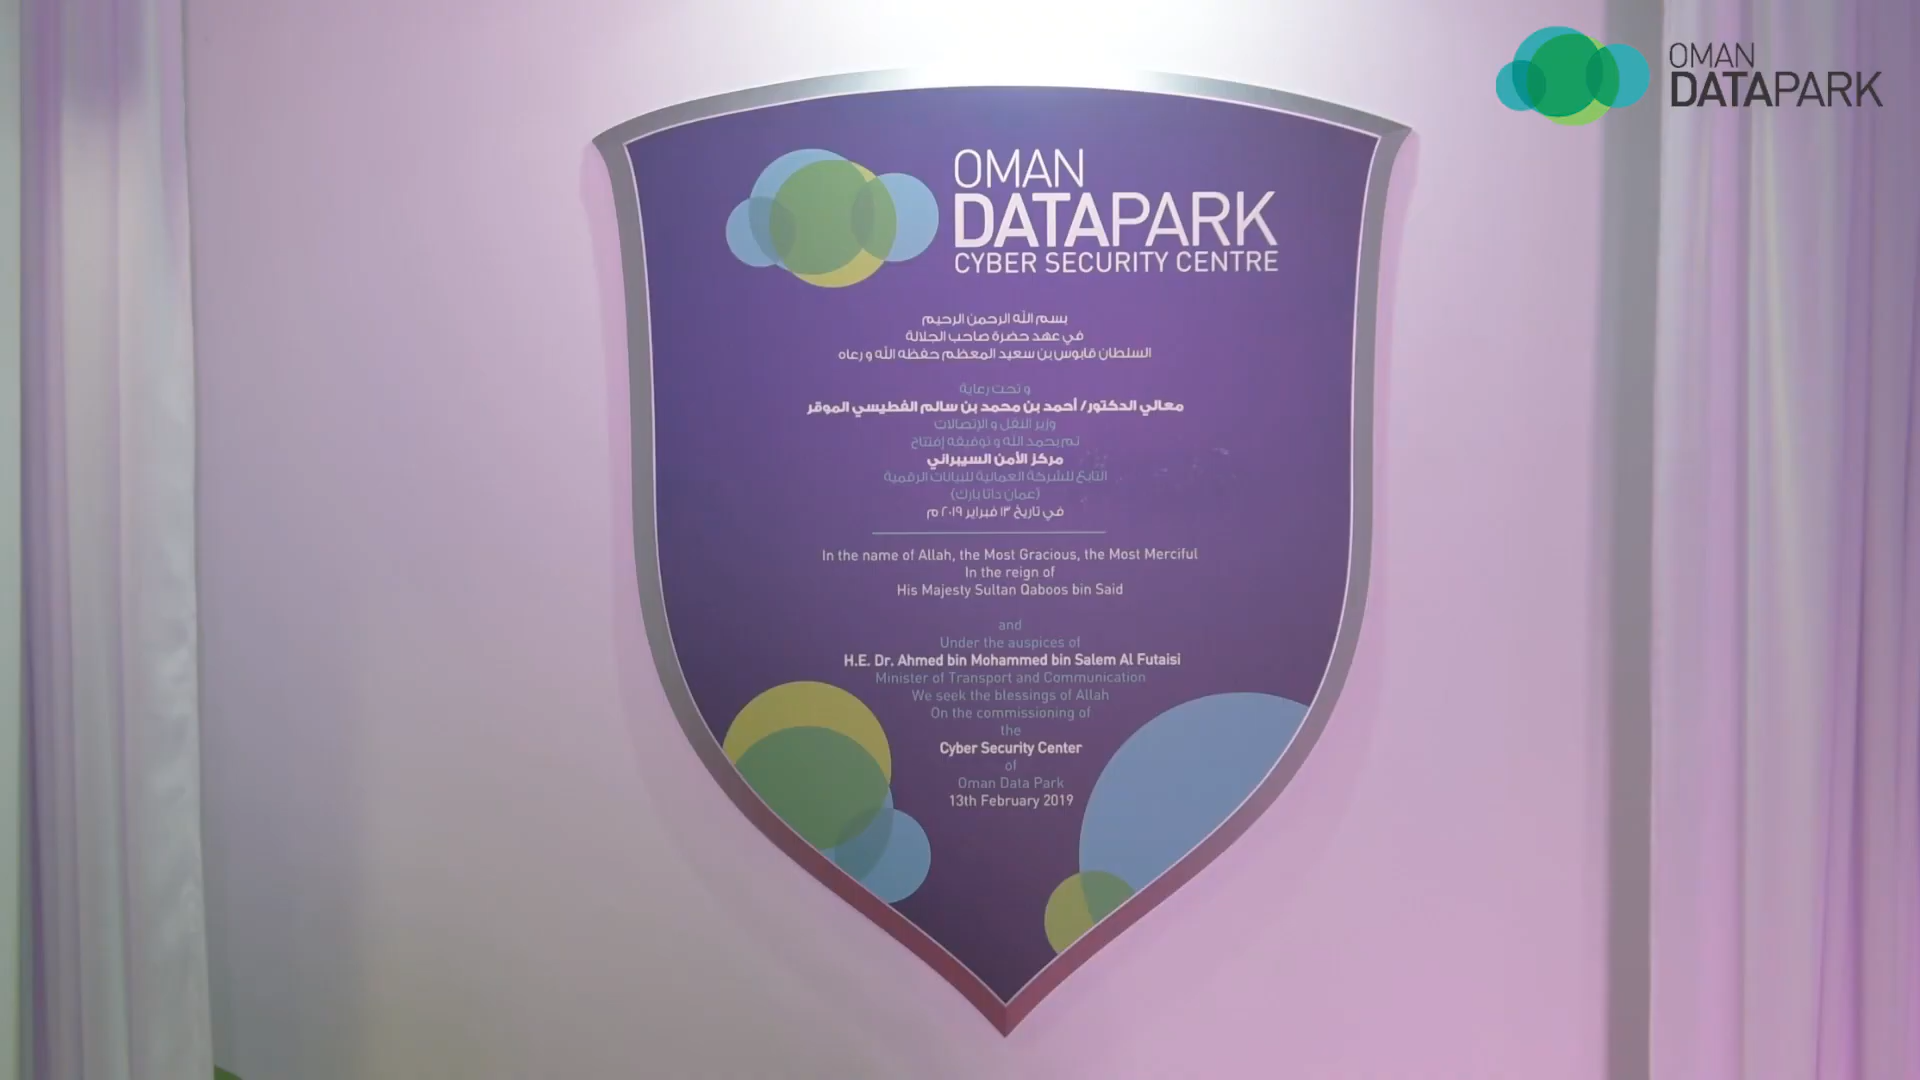 OMAN
DATAPARK
OMAN
DATAPARK
CYBER SECURITY CENTRE
بسم الله الرحمن الرحيم
في عهد حضرة صاحب الجلالة
السلطان قابوس بن سعيد المعظم حفظه الله و رعاه
و تحت رعاية
معالي الدكتور/ أحمد بن محمد بن سالم الفطيسي الموقر
وزير النقل و الإتصالات
تم بحمد الله و توفيقه إفتتاح
مركز الأمن السيبراني
التابع للشركة العمانية للبيانات الرقمية
(عمان داتا بارك)
في تاريخ ١٣ فبراير ٢٠١٩ م
In the name of Allah, the Most Gracious, the Most Merciful
In the reign of
His Majesty Sultan Qaboos bin Said
and
Under the auspices of
H.E. Dr. Ahmed bin Mohammed bin Salem Al Futaisi
Minister of Transport and Communication
We seek the blessings of Allah
On the commissioning of
the
Cyber Security Center
of
Oman Data Park
13th February 2019